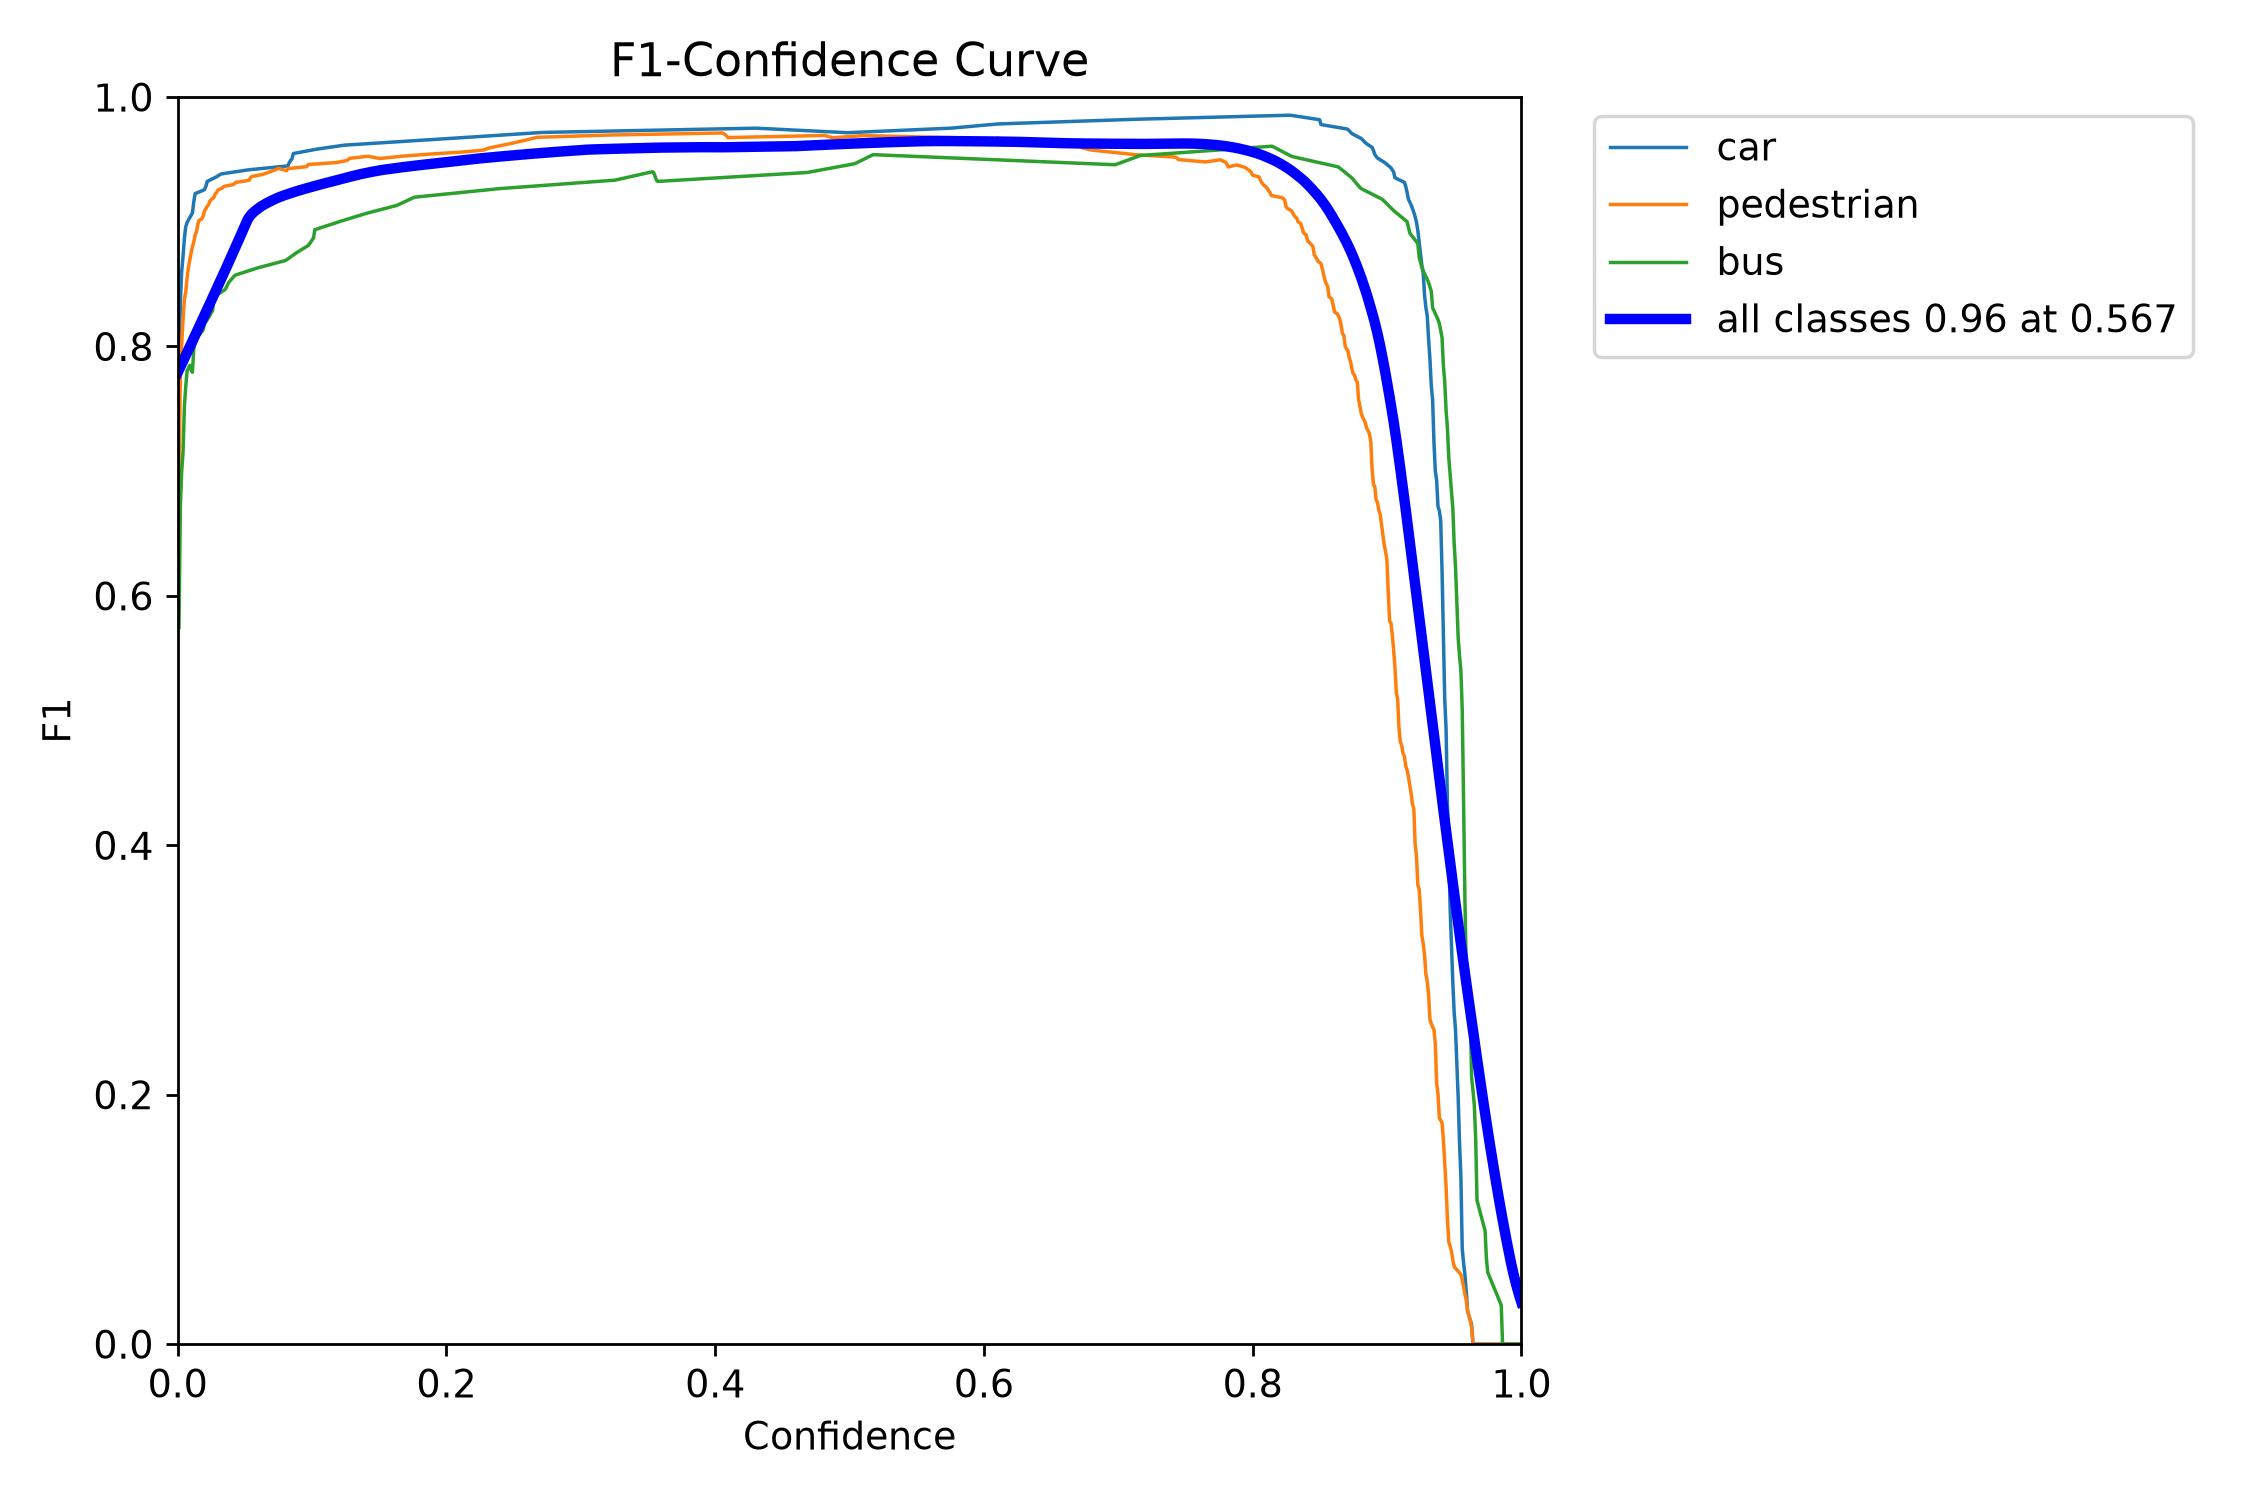 F1-Confidence Curve
1.0
0.8
0.6
0.4
0.2
0.0
F1
0.0 0.2 0.4 0.6 0.8 1.0
Confidence
car
pedestrian
bus
all classes 0.96 at 0.567